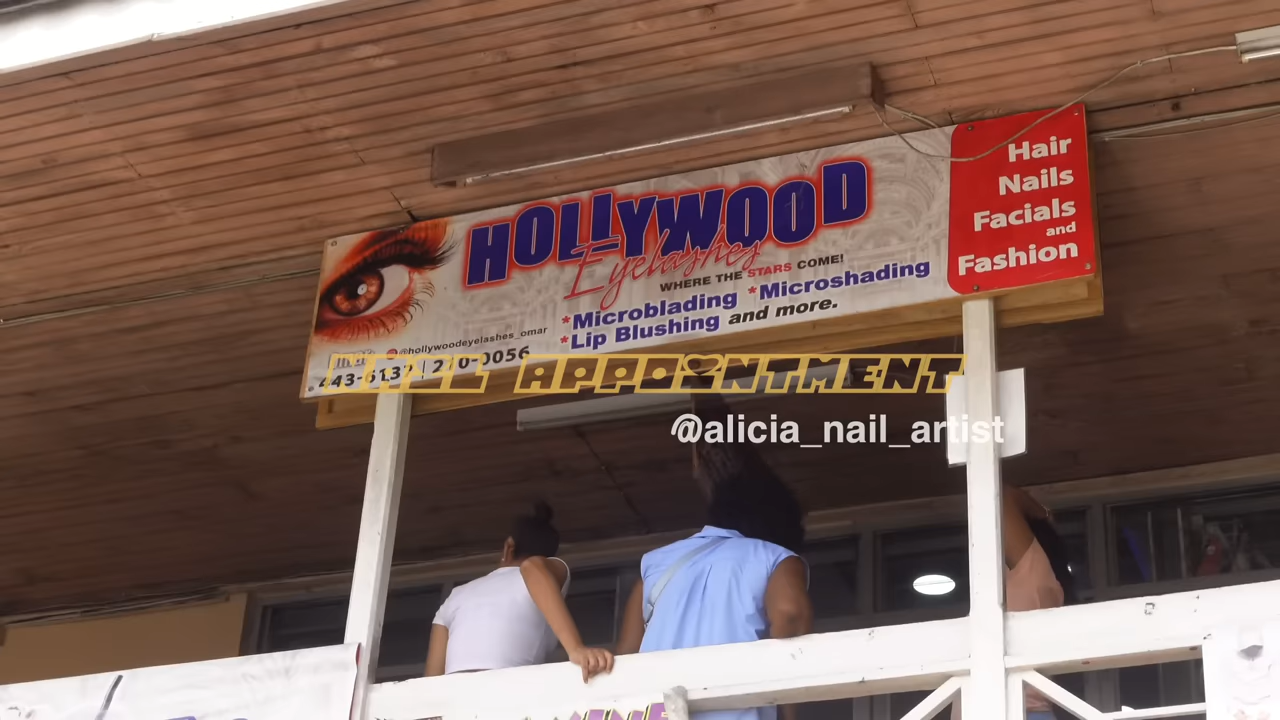 HOLLYWOOD
Eyelashes
WHERE THE STARS COME!
*Microblading *Microshading
*Lip Blushing and more.
@hollywoodeyelashes_omar
Hair
Nails
Facials
and
Fashion
NAIL APPOINTMENT
@alicia_nail_artist